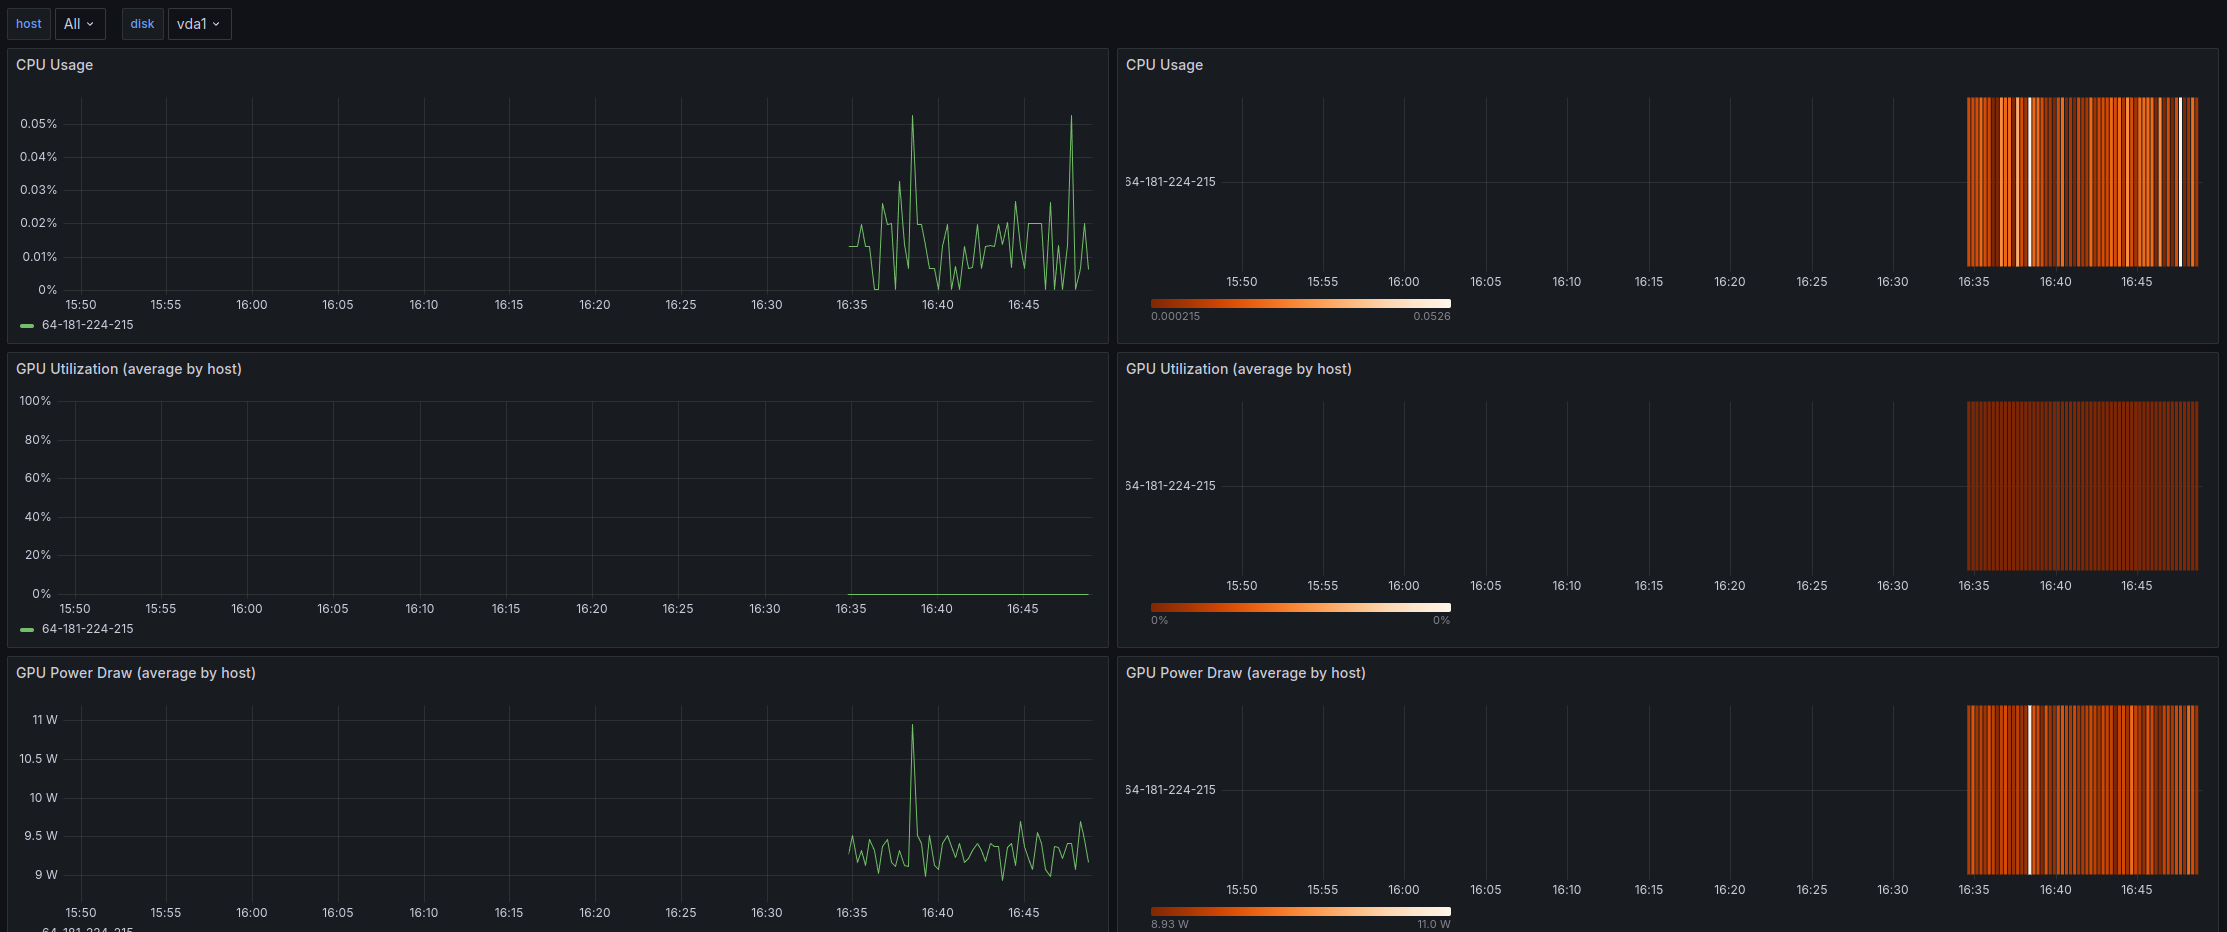 host All disk vda1
CPU Usage
0.05%
0.04%
0.03%
0.02%
0.01%
0%
15:50 15:55 16:00 16:05 16:10 16:15 16:20 16:25 16:30 16:35 16:40 16:45
64-181-224-215
CPU Usage
64-181-224-215
15:50 15:55 16:00 16:05 16:10 16:15 16:20 16:25 16:30 16:35 16:40 16:45
0.000215 0.0526
GPU Utilization (average by host)
100%
80%
60%
40%
20%
0%
15:50 15:55 16:00 16:05 16:10 16:15 16:20 16:25 16:30 16:35 16:40 16:45
64-181-224-215
GPU Utilization (average by host)
64-181-224-215
15:50 15:55 16:00 16:05 16:10 16:15 16:20 16:25 16:30 16:35 16:40 16:45
0% 0%
GPU Power Draw (average by host)
11 W
10.5 W
10 W
9.5 W
9 W
15:50 15:55 16:00 16:05 16:10 16:15 16:20 16:25 16:30 16:35 16:40 16:45
64-181-224-215
GPU Power Draw (average by host)
64-181-224-215
15:50 15:55 16:00 16:05 16:10 16:15 16:20 16:25 16:30 16:35 16:40 16:45
8.93 W 11.0 W